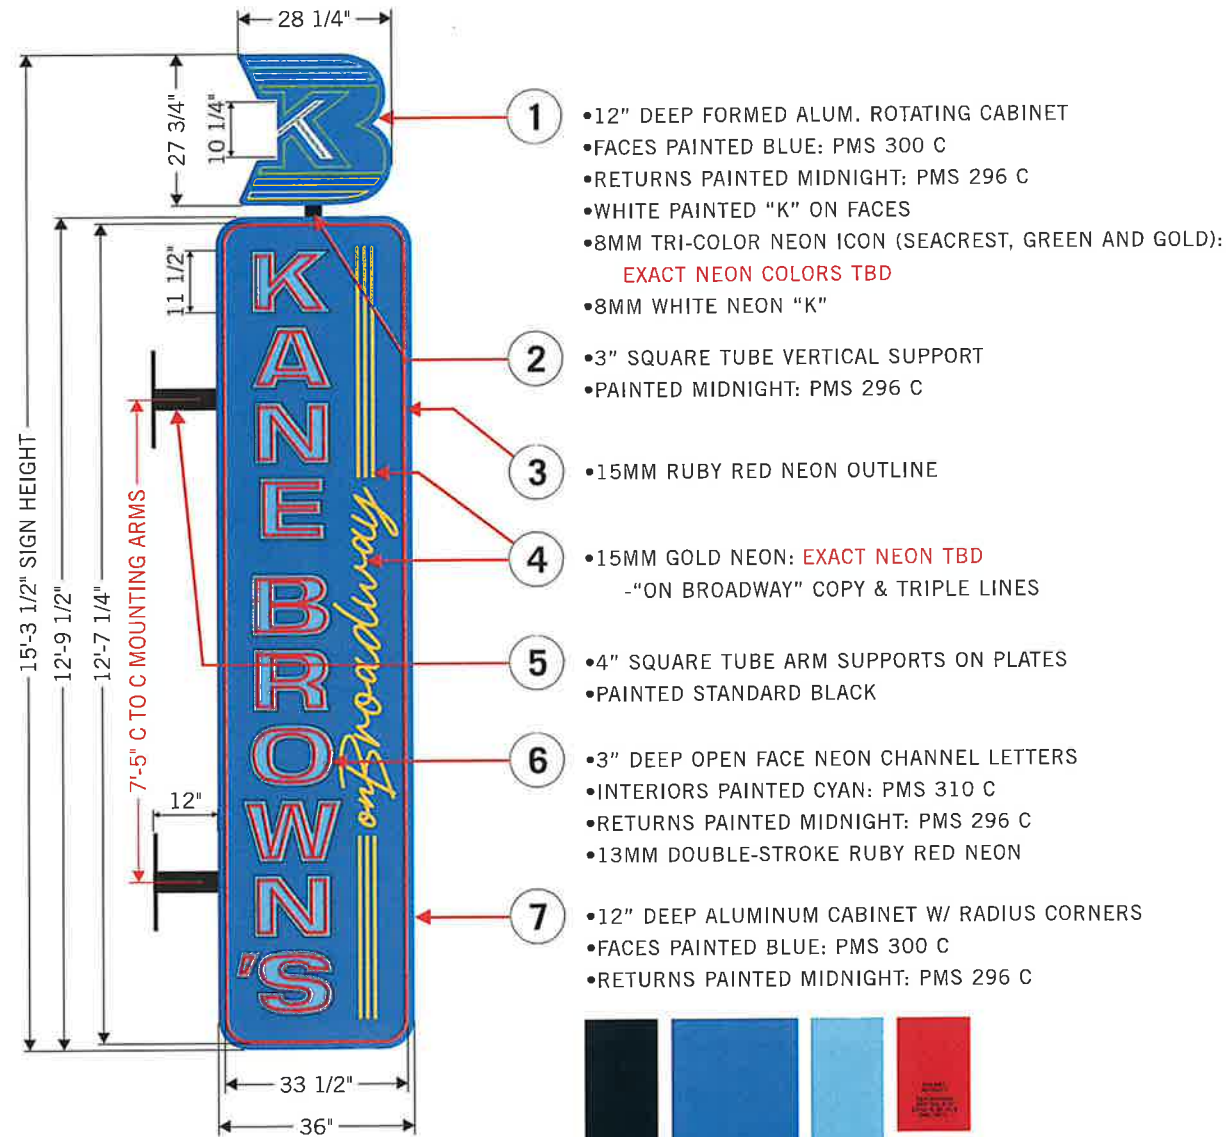 28 1/4"
27 3/4"
10 1/4"
K
1
•12" DEEP FORMED ALUM. ROTATING CABINET
•FACES PAINTED BLUE: PMS 300 C
•RETURNS PAINTED MIDNIGHT: PMS 296 C
•WHITE PAINTED "K" ON FACES
•8MM TRI-COLOR NEON ICON (SEACREST, GREEN AND GOLD):
EXACT NEON COLORS TBD
•8MM WHITE NEON "K"
11 1/2"
2
•3" SQUARE TUBE VERTICAL SUPPORT
•PAINTED MIDNIGHT: PMS 296 C
3
•15MM RUBY RED NEON OUTLINE
4
•15MM GOLD NEON: EXACT NEON TBD
-"ON BROADWAY" COPY & TRIPLE LINES
5
•4" SQUARE TUBE ARM SUPPORTS ON PLATES
•PAINTED STANDARD BLACK
6
•3" DEEP OPEN FACE NEON CHANNEL LETTERS
•INTERIORS PAINTED CYAN: PMS 310 C
•RETURNS PAINTED MIDNIGHT: PMS 296 C
•13MM DOUBLE-STROKE RUBY RED NEON
7
•12" DEEP ALUMINUM CABINET W/ RADIUS CORNERS
•FACES PAINTED BLUE: PMS 300 C
•RETURNS PAINTED MIDNIGHT: PMS 296 C
15'-3 1/2" SIGN HEIGHT
12'-9 1/2"
12'-7 1/4"
7'-5" C TO C MOUNTING ARMS
12"
KANE BROWN'S
on Broadway
33 1/2"
36"